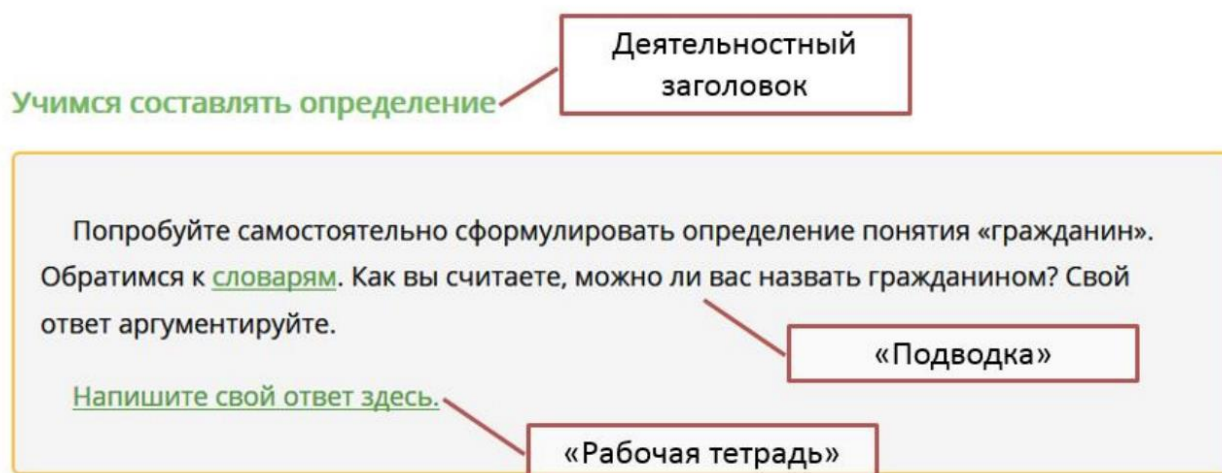 Деятельностный
заголовок
Учимся составлять определение
Попробуйте самостоятельно сформулировать определение понятия «гражданин».
Обратимся к словарям. Как вы считаете, можно ли вас назвать гражданином? Свой
ответ аргументируйте.
«Подводка»
Напишите свой ответ здесь.
«Рабочая тетрадь»